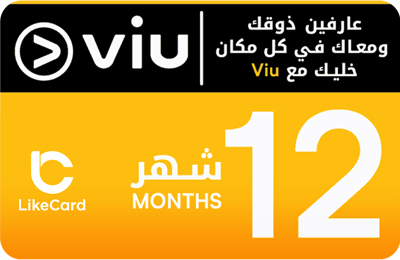 viu
عارفين ذوقك
ومعاك في كل مكان
خليك مع Viu
12
شهر
MONTHS
LikeCard